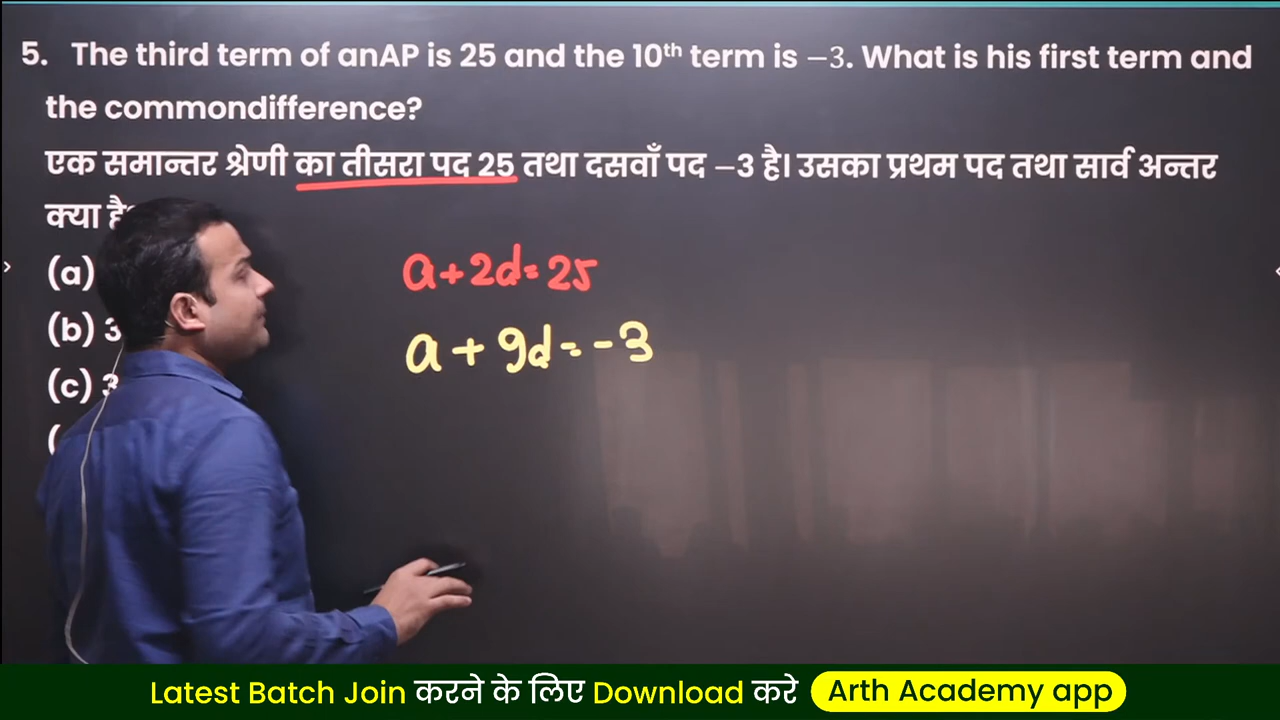 5. The third term of anAP is 25 and the 10th term is −3. What is his first term and
the commondifference?
एक समान्तर श्रेणी का तीसरा पद 25 तथा दसवाँ पद −3 है। उसका प्रथम पद तथा सार्व अन्तर
क्या
(a)
a+2d=25
(b) 3
a + 9d = -3
(c) 3
Latest Batch Join करने के लिए Download करे Arth Academy app